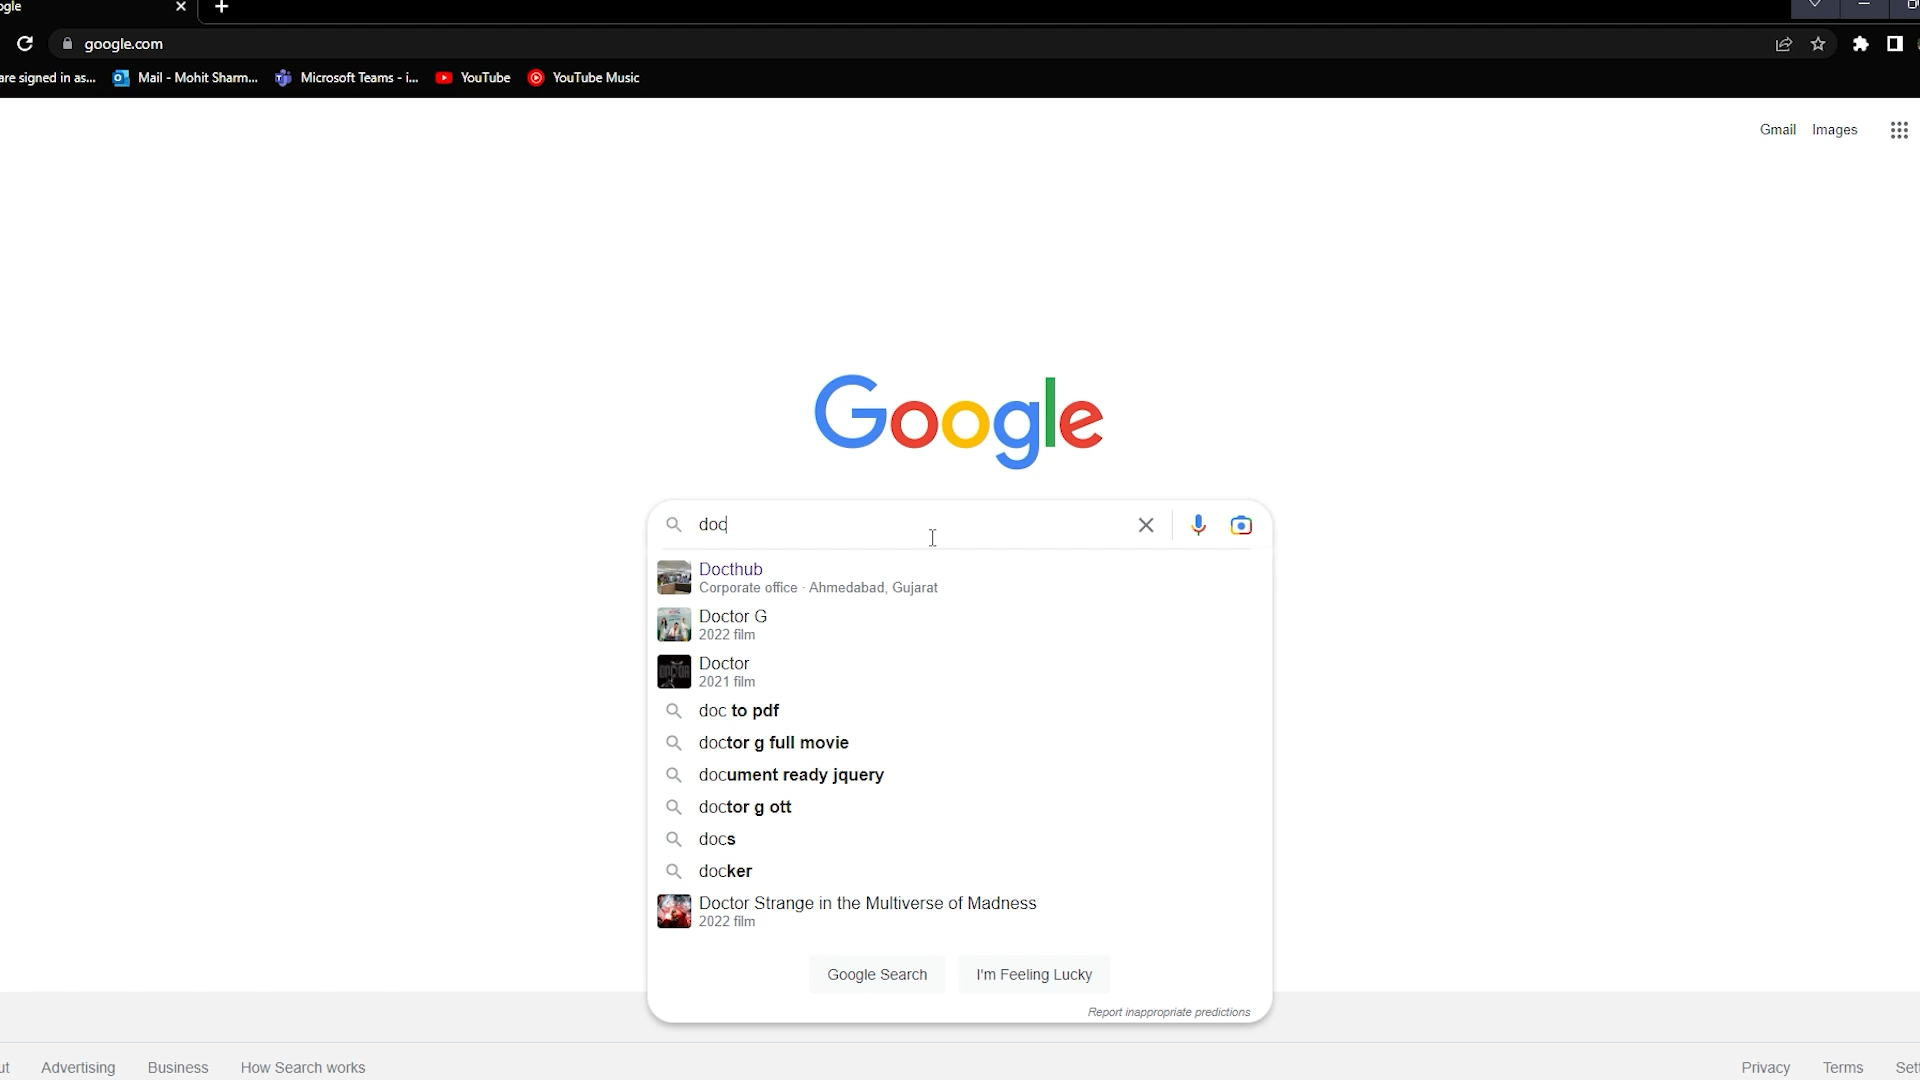 ogle
google.com
are signed in as... Mail - Mohit Sharm... Microsoft Teams - i... YouTube YouTube Music
Gmail Images
Google
doc
Docthub
Corporate office · Ahmedabad, Gujarat
Doctor G
2022 film
Doctor
2021 film
doc to pdf
doctor g full movie
document ready jquery
doctor g ott
docs
docker
Doctor Strange in the Multiverse of Madness
2022 film
Google Search I'm Feeling Lucky
Report inappropriate predictions
ut Advertising Business How Search works Privacy Terms Sett